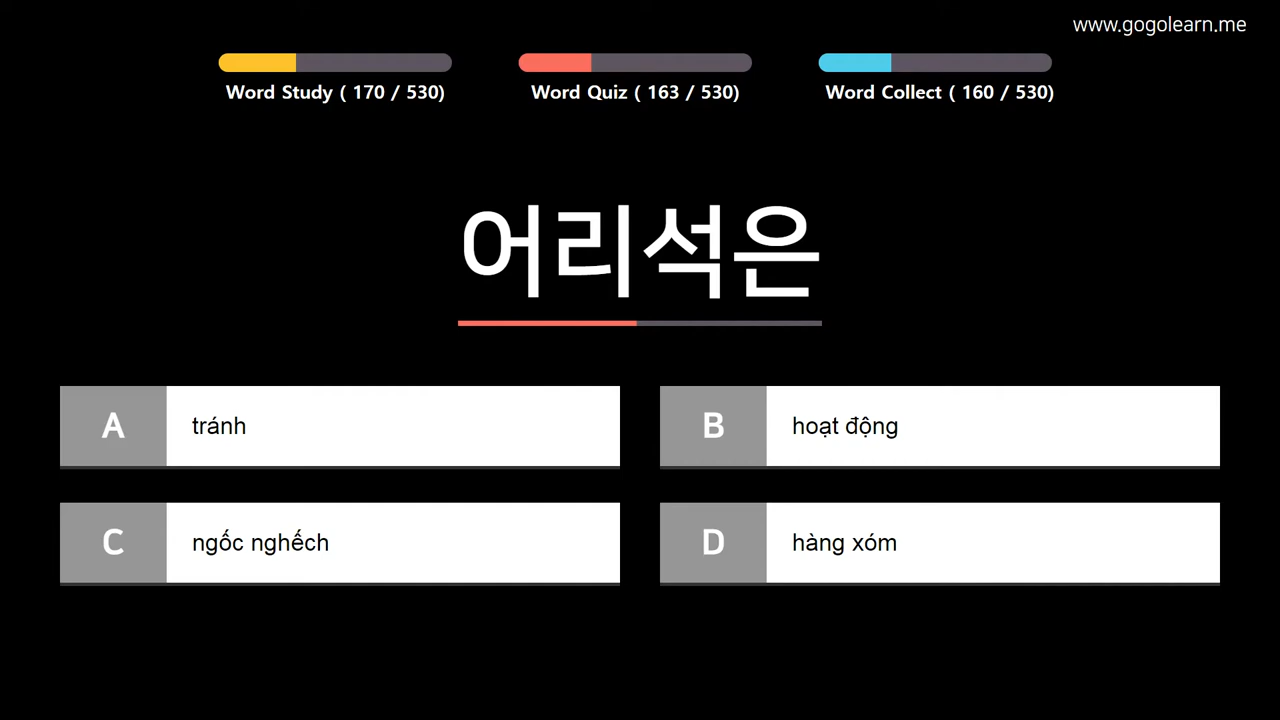 www.gogolearn.me
Word Study ( 170 / 530)
Word Quiz ( 163 / 530)
Word Collect ( 160 / 530)
어리석은
A tránh
B hoạt động
C ngốc nghếch
D hàng xóm